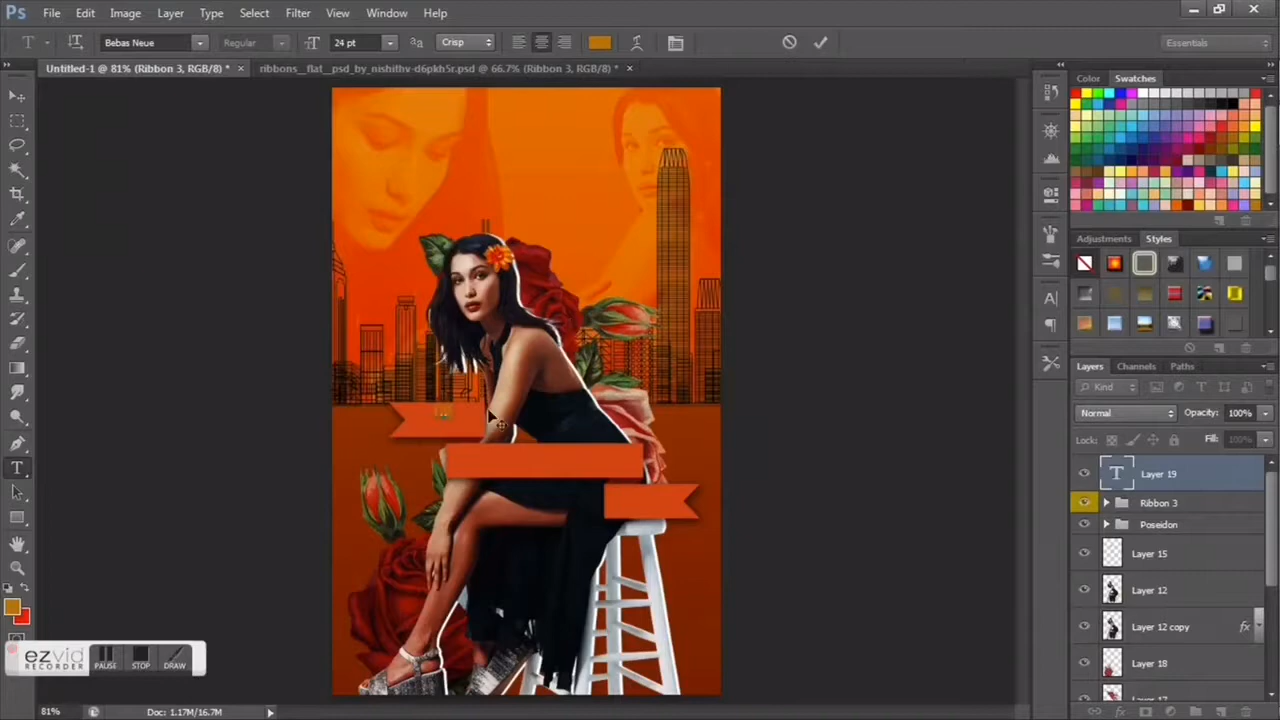 Ps File Edit Image Layer Type Select Filter View Window Help
T Bebas Neue Regular 24 pt aa Crisp Essentials
Untitled-1 @ 81% (Ribbon 3, RGB/8) * × ribbons__flat__psd_by_nishithv-d6pkh5r.psd @ 66.7% (Ribbon 3, RGB/8) * ×
Color Swatches
Adjustments Styles
Layers Channels Paths
Kind
Normal Opacity: 100%
Lock: Fill: 100%
Layer 19
Ribbon 3
Poseidon
Layer 15
Layer 12
Layer 12 copy fx
Layer 18
ezvid
RECORDER
PAUSE STOP DRAW
81% Doc: 1.17M/16.7M